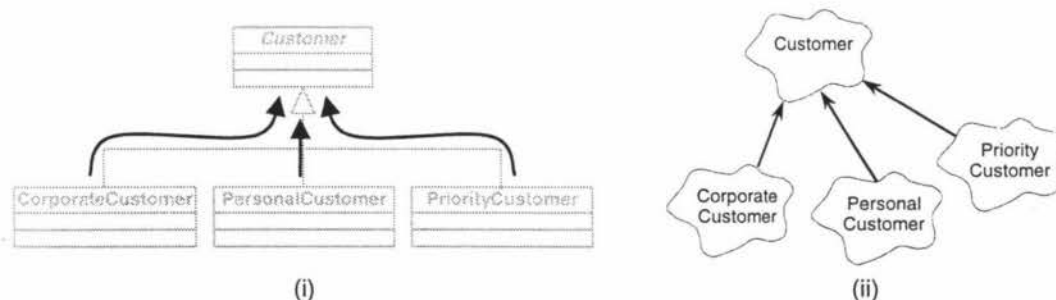 Customer
CorporateCustomer
PersonalCustomer
PriorityCustomer
(i)
Customer
Corporate
Customer
Personal
Customer
Priority
Customer
(ii)